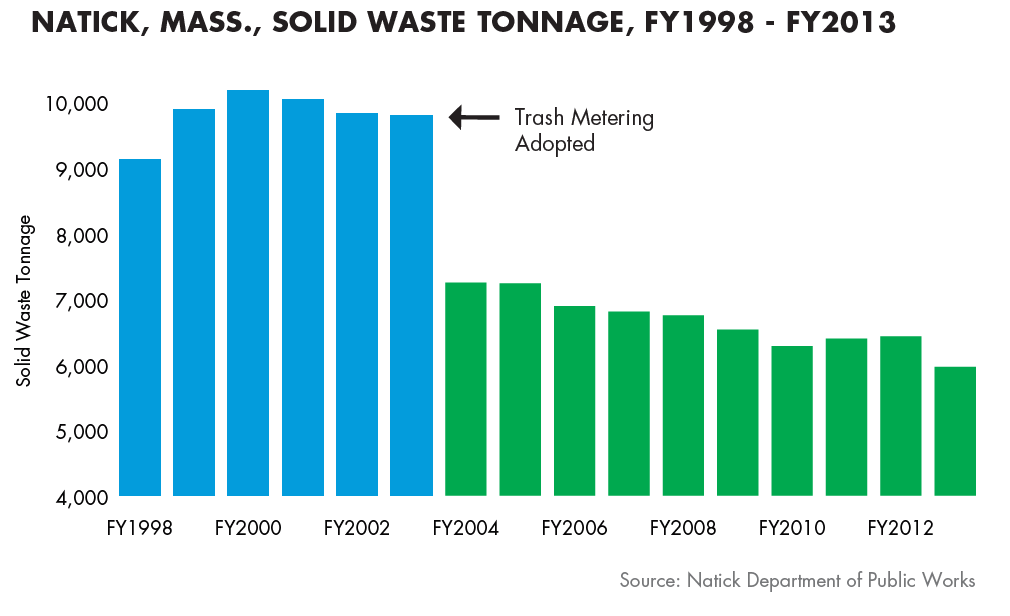 NATICK, MASS., SOLID WASTE TONNAGE, FY1998 - FY2013
10,000
9,000
8,000
7,000
6,000
5,000
4,000
Solid Waste Tonnage
Trash Metering
Adopted
FY1998 FY2000 FY2002 FY2004 FY2006 FY2008 FY2010 FY2012
Source: Natick Department of Public Works